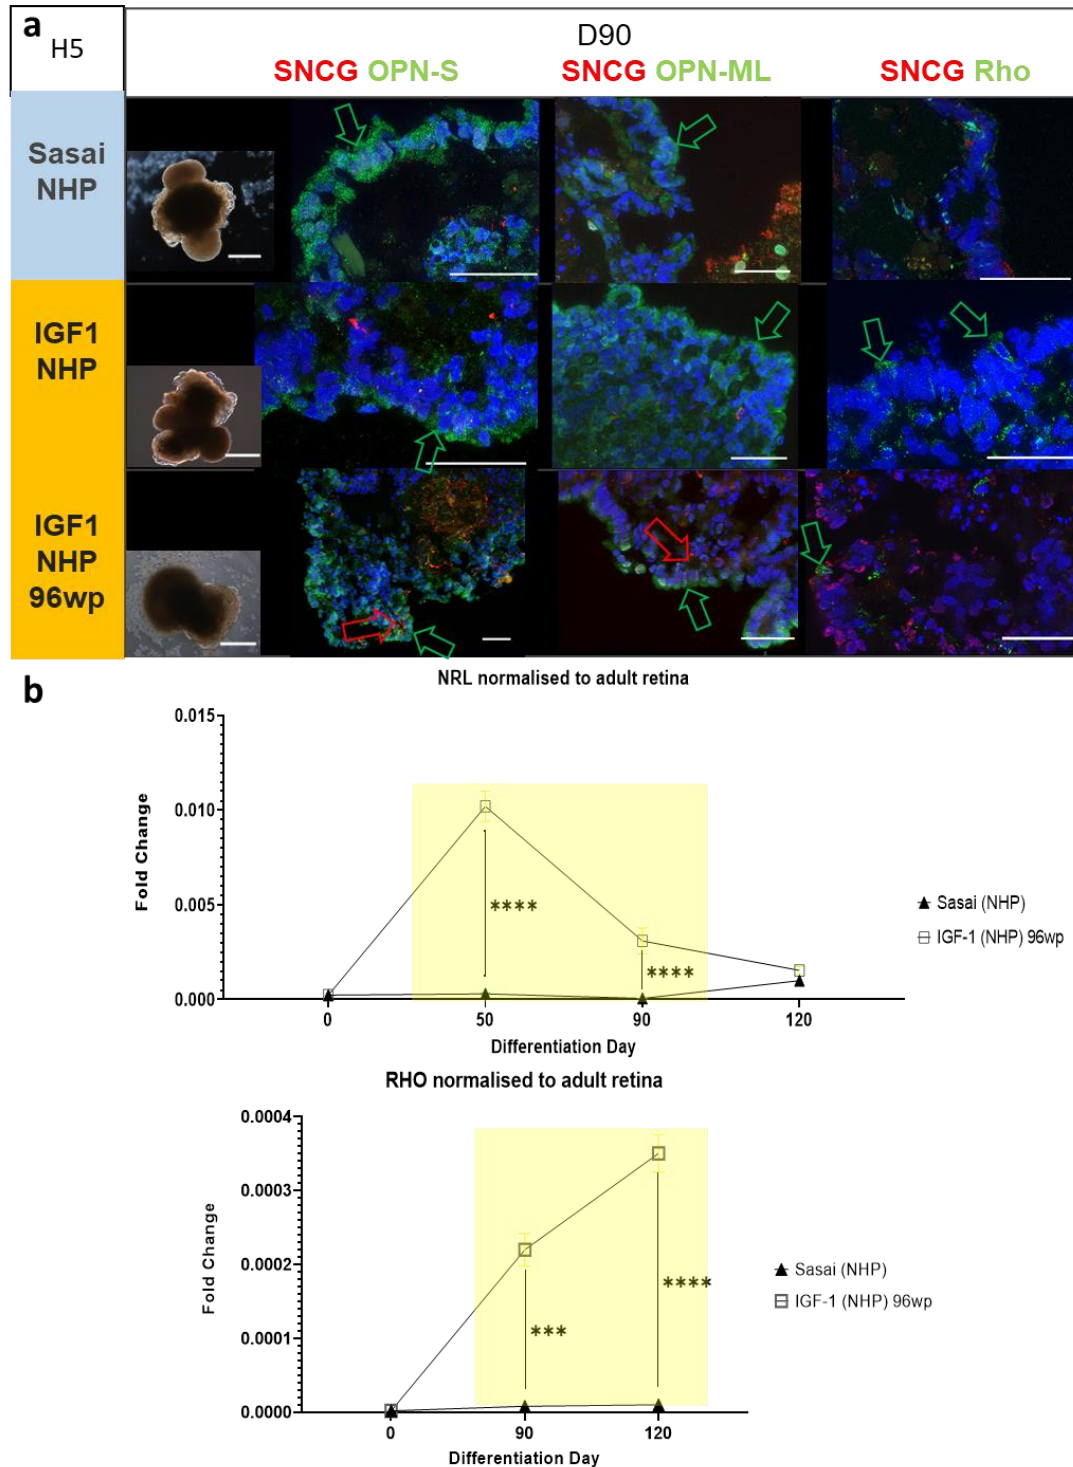 a
H5
D90
SNCG OPN-S
SNCG OPN-ML
SNCG Rho
Sasai
NHP
IGF1
NHP
IGF1
NHP
96wp
b
NRL normalised to adult retina
0.015
0.010
0.005
0.000
Fold Change
****
****
0
50
90
120
Differentiation Day
Sasai (NHP)
IGF-1 (NHP) 96wp
RHO normalised to adult retina
0.0004
0.0003
0.0002
0.0001
0.0000
Fold Change
***
****
0
90
120
Differentiation Day
Sasai (NHP)
IGF-1 (NHP) 96wp